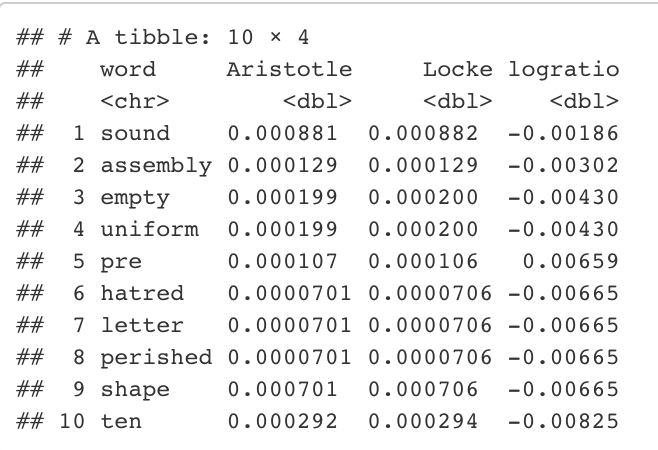 ## # A tibble: 10 × 4
##    word     Aristotle     Locke logratio
##    <chr>        <dbl>     <dbl>    <dbl>
##  1 sound    0.000881  0.000882  -0.00186
##  2 assembly 0.000129  0.000129  -0.00302
##  3 empty    0.000199  0.000200  -0.00430
##  4 uniform  0.000199  0.000200  -0.00430
##  5 pre      0.000107  0.000106   0.00659
##  6 hatred   0.0000701 0.0000706 -0.00665
##  7 letter   0.0000701 0.0000706 -0.00665
##  8 perished 0.0000701 0.0000706 -0.00665
##  9 shape    0.000701  0.000706  -0.00665
## 10 ten      0.000292  0.000294  -0.00825